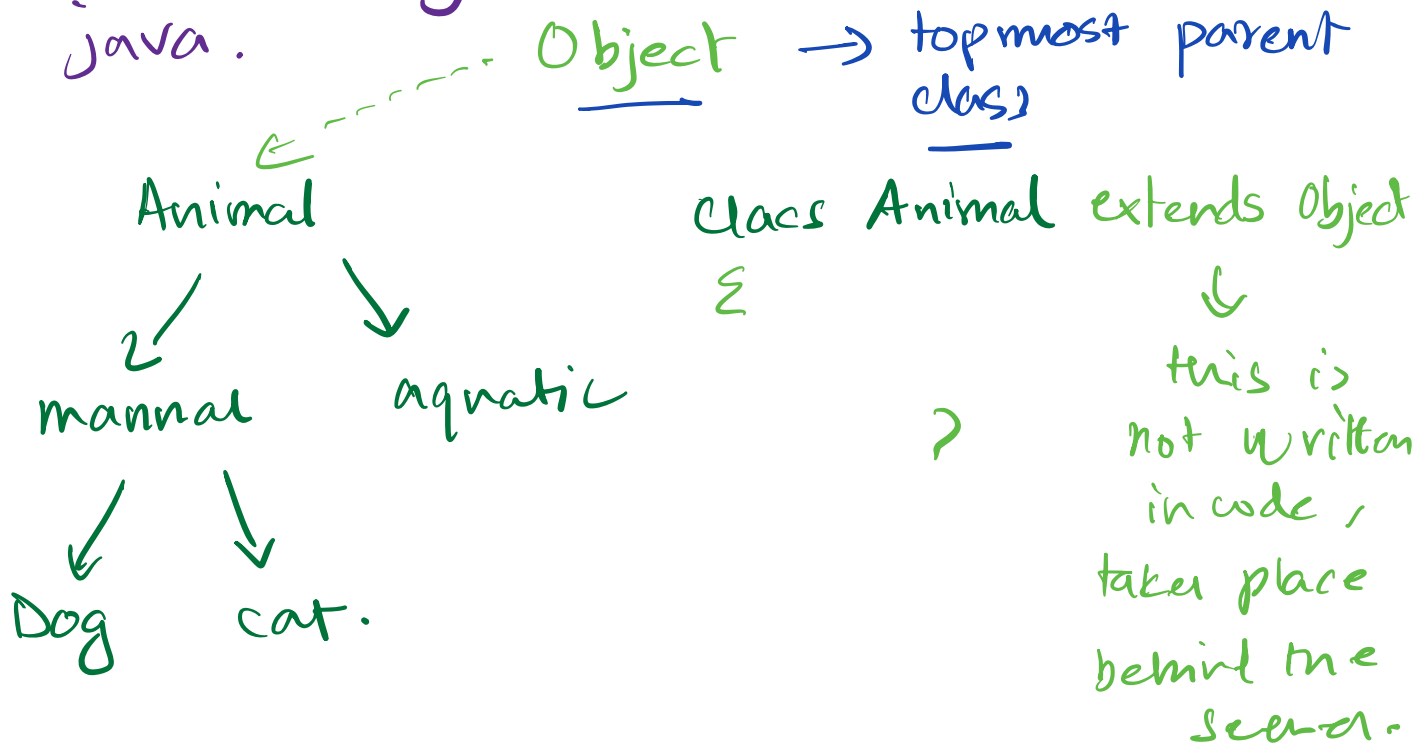 java.
Object → topmost parent
class
Animal
class Animal extends Object
{
mammal
aquatic
}
this is
not written
in code,
takes place
behind the
Dog
cat.